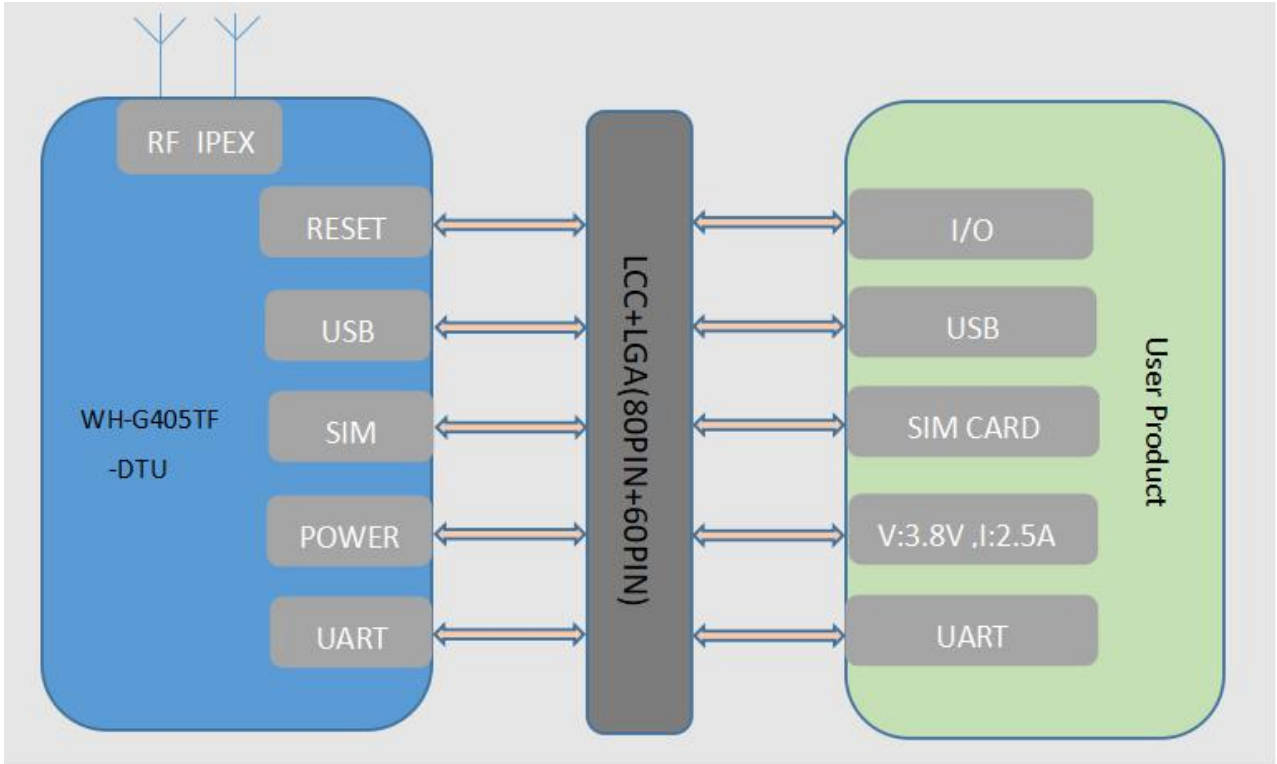 RF IPEX
RESET
USB
SIM
POWER
UART
WH-G405TF
-DTU
LCC+LGA(80PIN+60PIN)
I/O
USB
SIM CARD
V:3.8V ,I:2.5A
UART
User Product